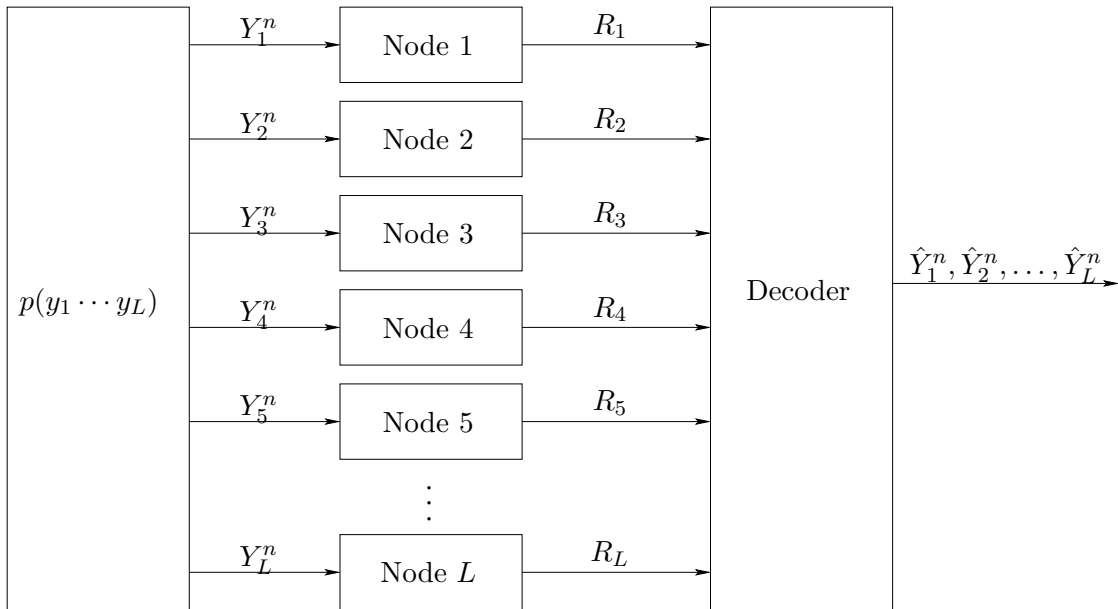 Y_1^n Node 1 R_1
Y_2^n Node 2 R_2
Y_3^n Node 3 R_3
p(y_1 ⋯ y_L) Decoder Ŷ_1^n, Ŷ_2^n, …, Ŷ_L^n
Y_4^n Node 4 R_4
Y_5^n Node 5 R_5
⋮
Y_L^n Node L R_L